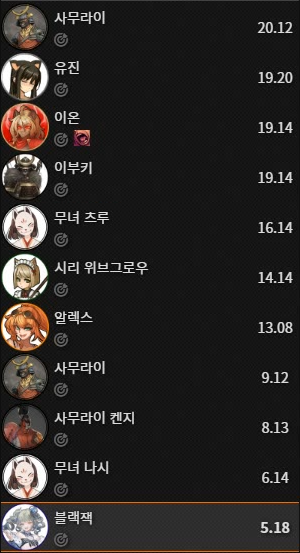 사무라이
20.12
유진
19.20
이온
19.14
이부키
19.14
무녀 츠루
16.14
시리 위브그로우
14.14
알렉스
13.08
사무라이
9.12
사무라이 켄지
8.13
무녀 나시
6.14
블랙잭
5.18